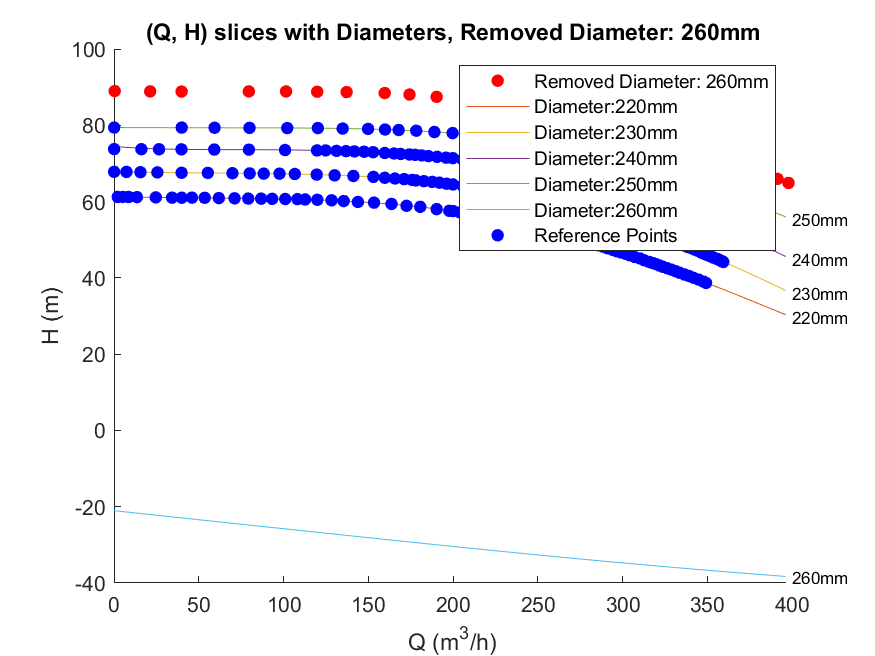 (Q, H) slices with Diameters, Removed Diameter: 260mm
100
80
60
40
20
0
-20
-40
H (m)
Removed Diameter: 260mm
Diameter:220mm
Diameter:230mm
Diameter:240mm
Diameter:250mm
Diameter:260mm
Reference Points
250mm
240mm
230mm
220mm
260mm
0 50 100 150 200 250 300 350 400
Q (m³/h)